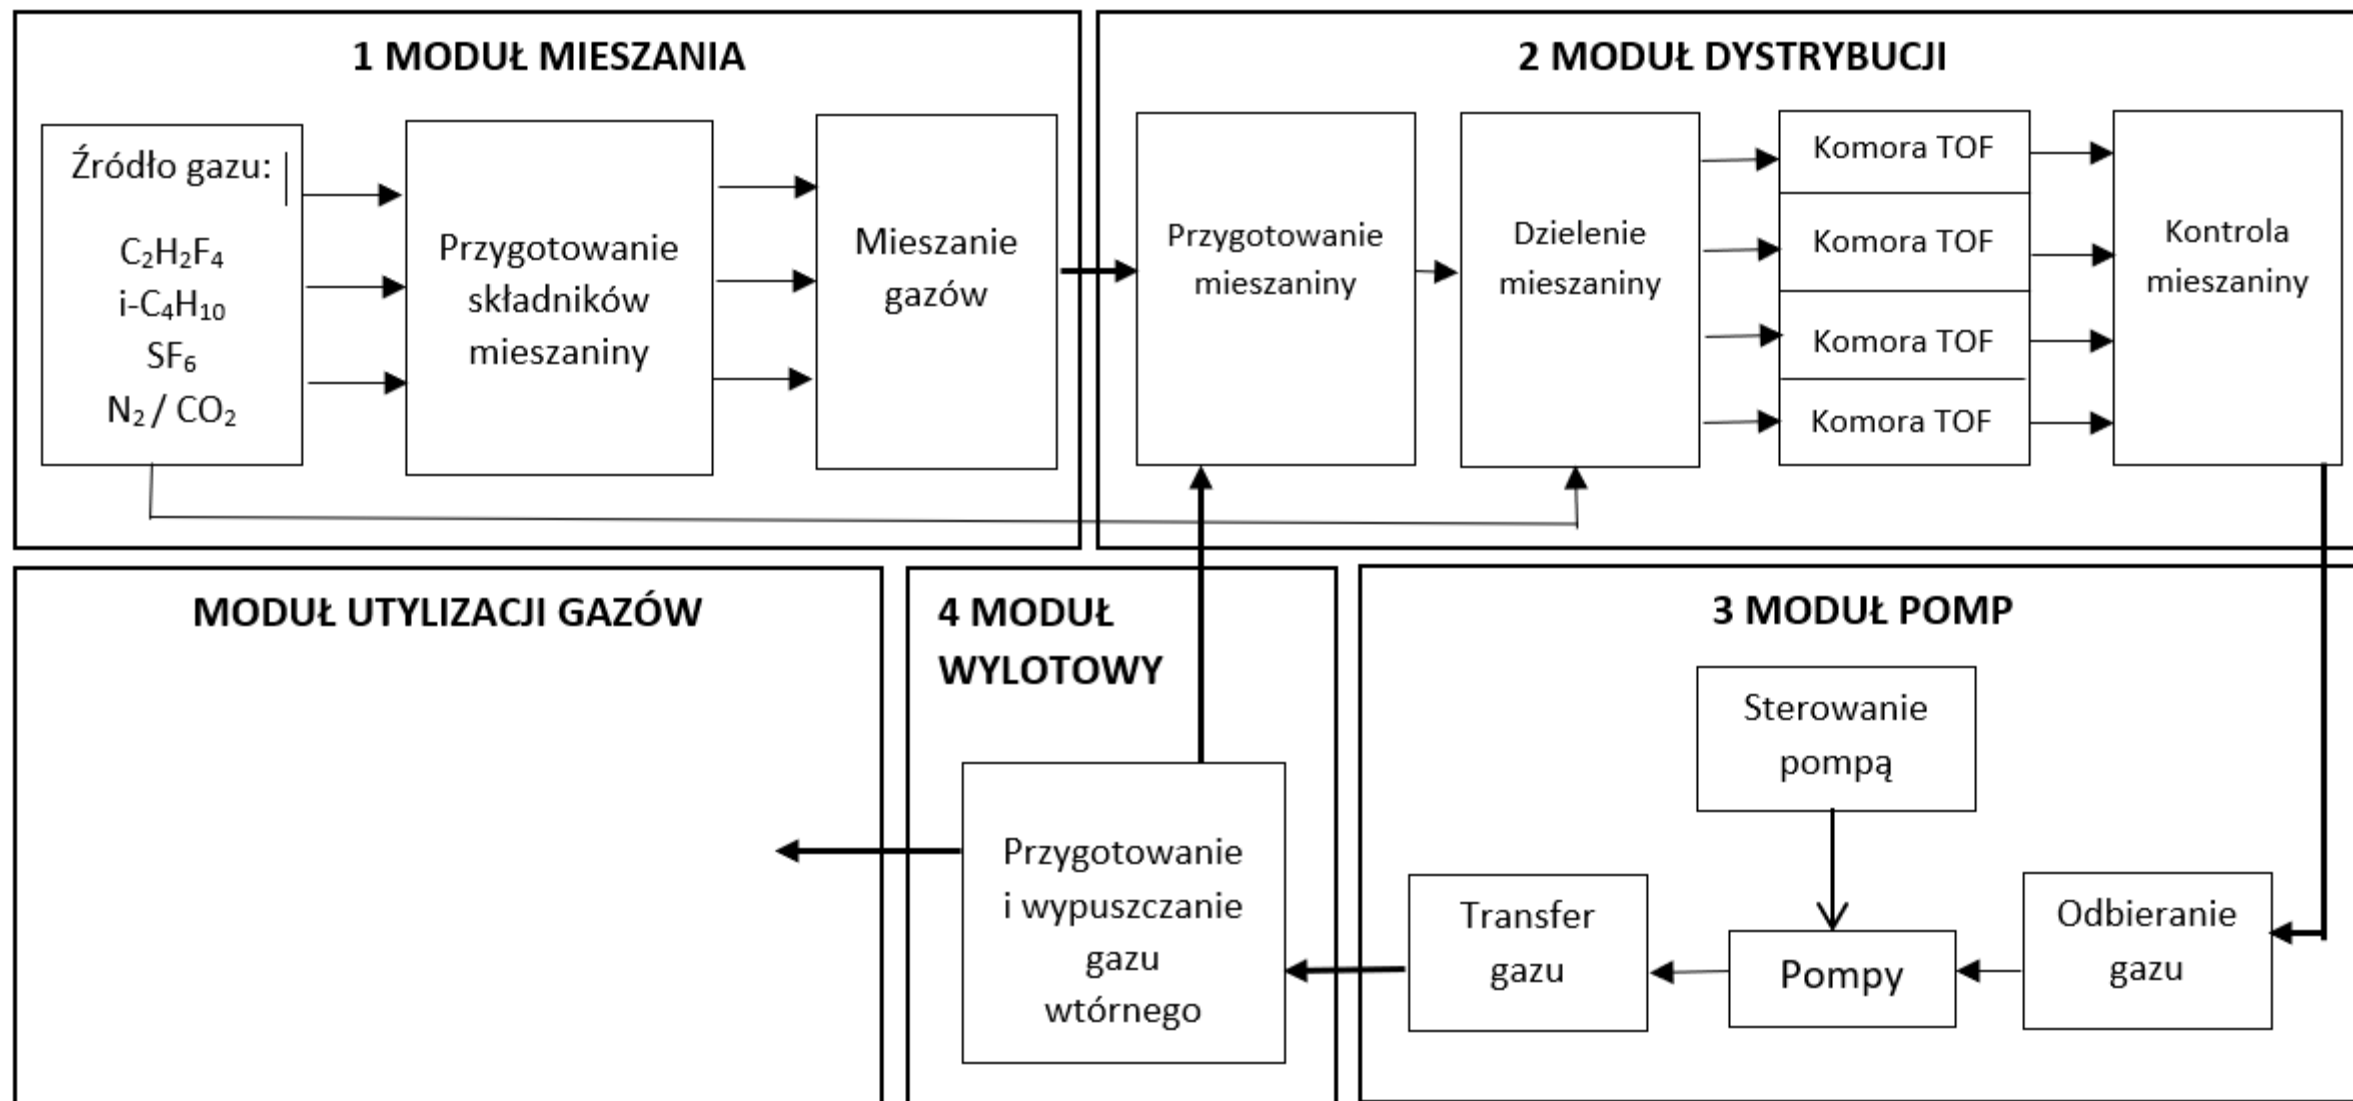 1 MODUŁ MIESZANIA
Źródło gazu:
C₂H₂F₄
i-C₄H₁₀
SF₆
N₂ / CO₂
Przygotowanie
składników
mieszaniny
Mieszanie
gazów
2 MODUŁ DYSTRYBUCJI
Przygotowanie
mieszaniny
Dzielenie
mieszaniny
Komora TOF
Komora TOF
Komora TOF
Komora TOF
Kontrola
mieszaniny
MODUŁ UTYLIZACJI GAZÓW
4 MODUŁ
WYLOTOWY
Przygotowanie
i wypuszczanie
gazu
wtórnego
3 MODUŁ POMP
Sterowanie
pompą
Transfer
gazu
Pompy
Odbieranie
gazu